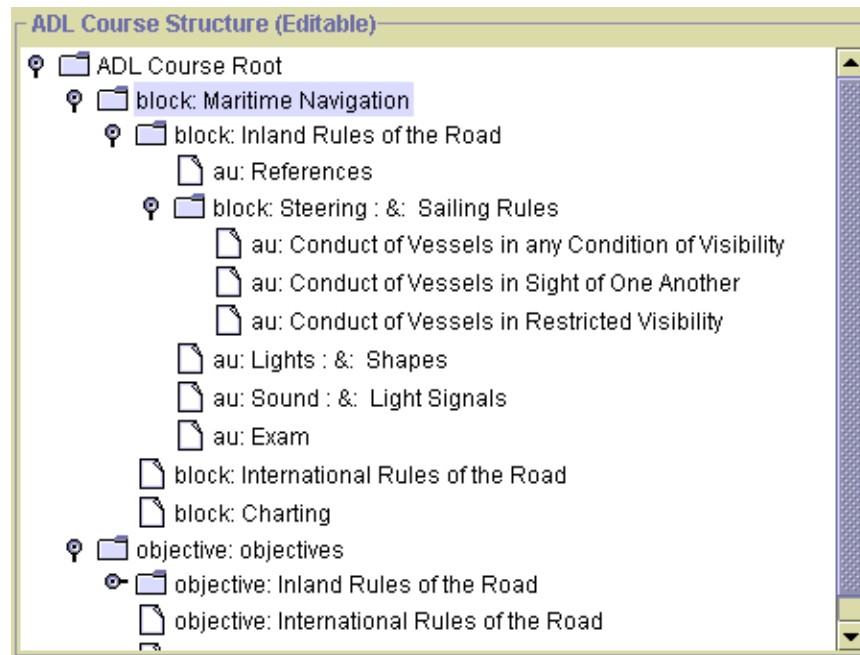 ADL Course Structure (Editable)
ADL Course Root
block: Maritime Navigation
block: Inland Rules of the Road
au: References
block: Steering : &: Sailing Rules
au: Conduct of Vessels in any Condition of Visibility
au: Conduct of Vessels in Sight of One Another
au: Conduct of Vessels in Restricted Visibility
au: Lights : &: Shapes
au: Sound : &: Light Signals
au: Exam
block: International Rules of the Road
block: Charting
objective: objectives
objective: Inland Rules of the Road
objective: International Rules of the Road